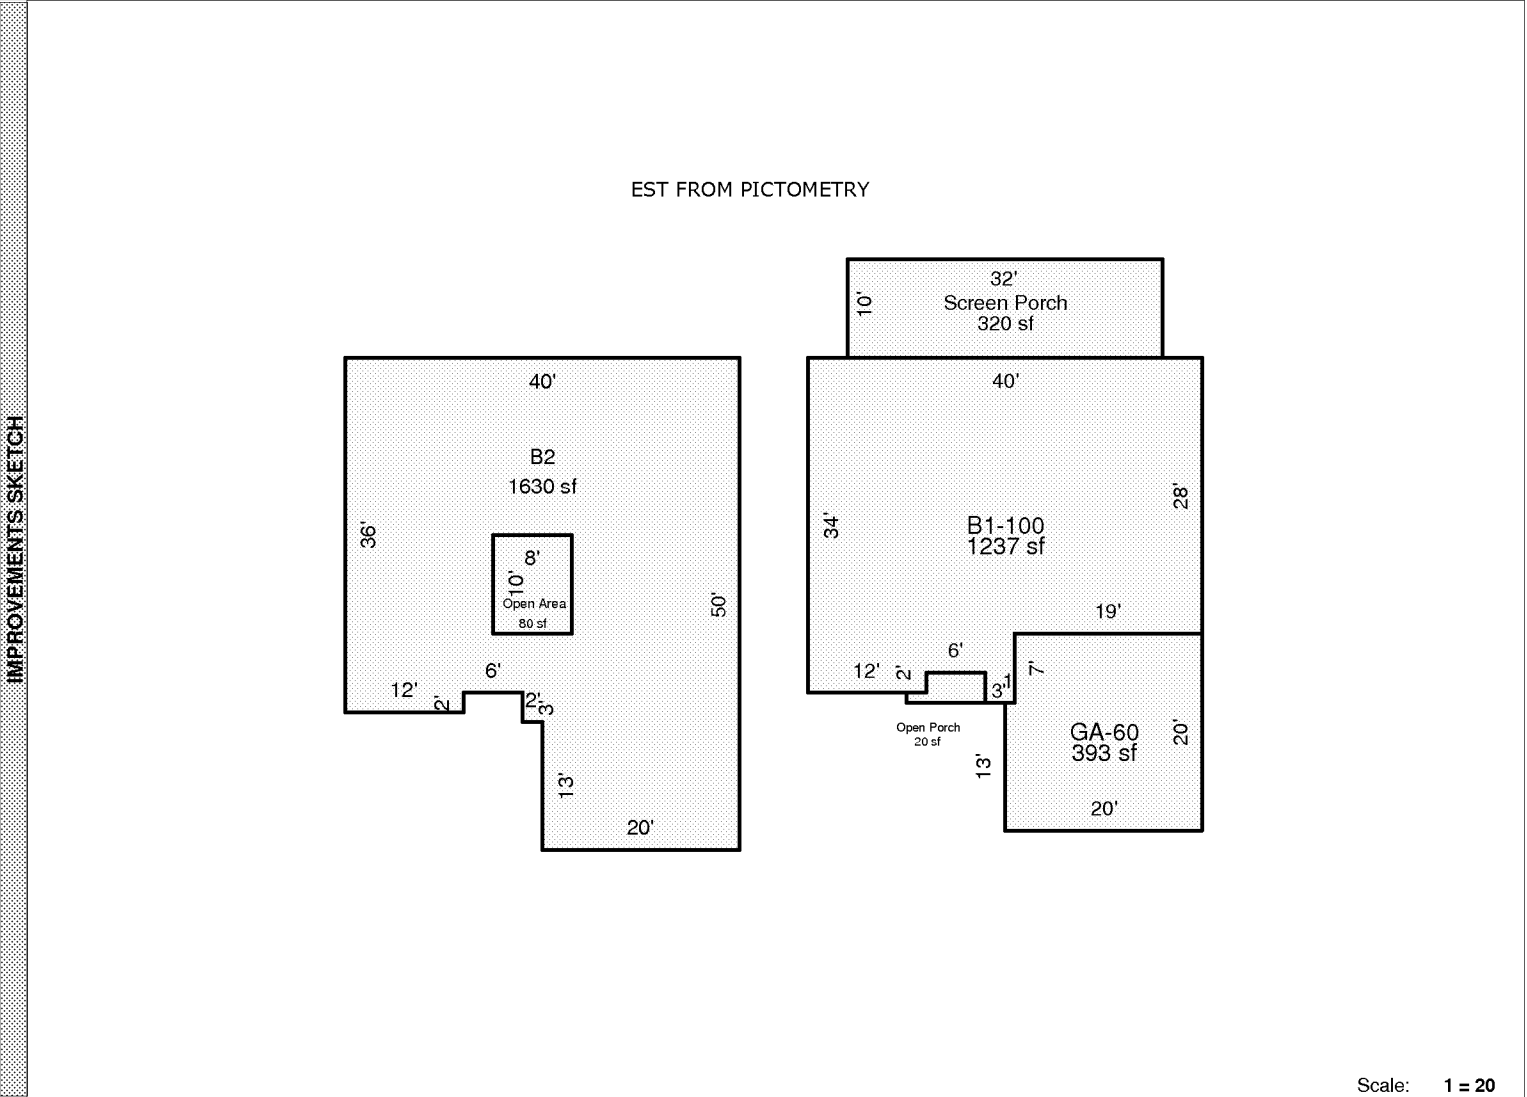 IMPROVEMENTS SKETCH
EST FROM PICTOMETRY
40'
B2
1630 sf
36'
8'
10'
Open Area
80 sf
50'
6'
12'
2'
2'
3'
13'
20'
32'
10'
Screen Porch
320 sf
40'
28'
34'
B1-100
1237 sf
19'
6'
12'
2'
3'
1
7'
Open Porch
20 sf
13'
GA-60
393 sf
20'
20'
Scale: 1 = 20